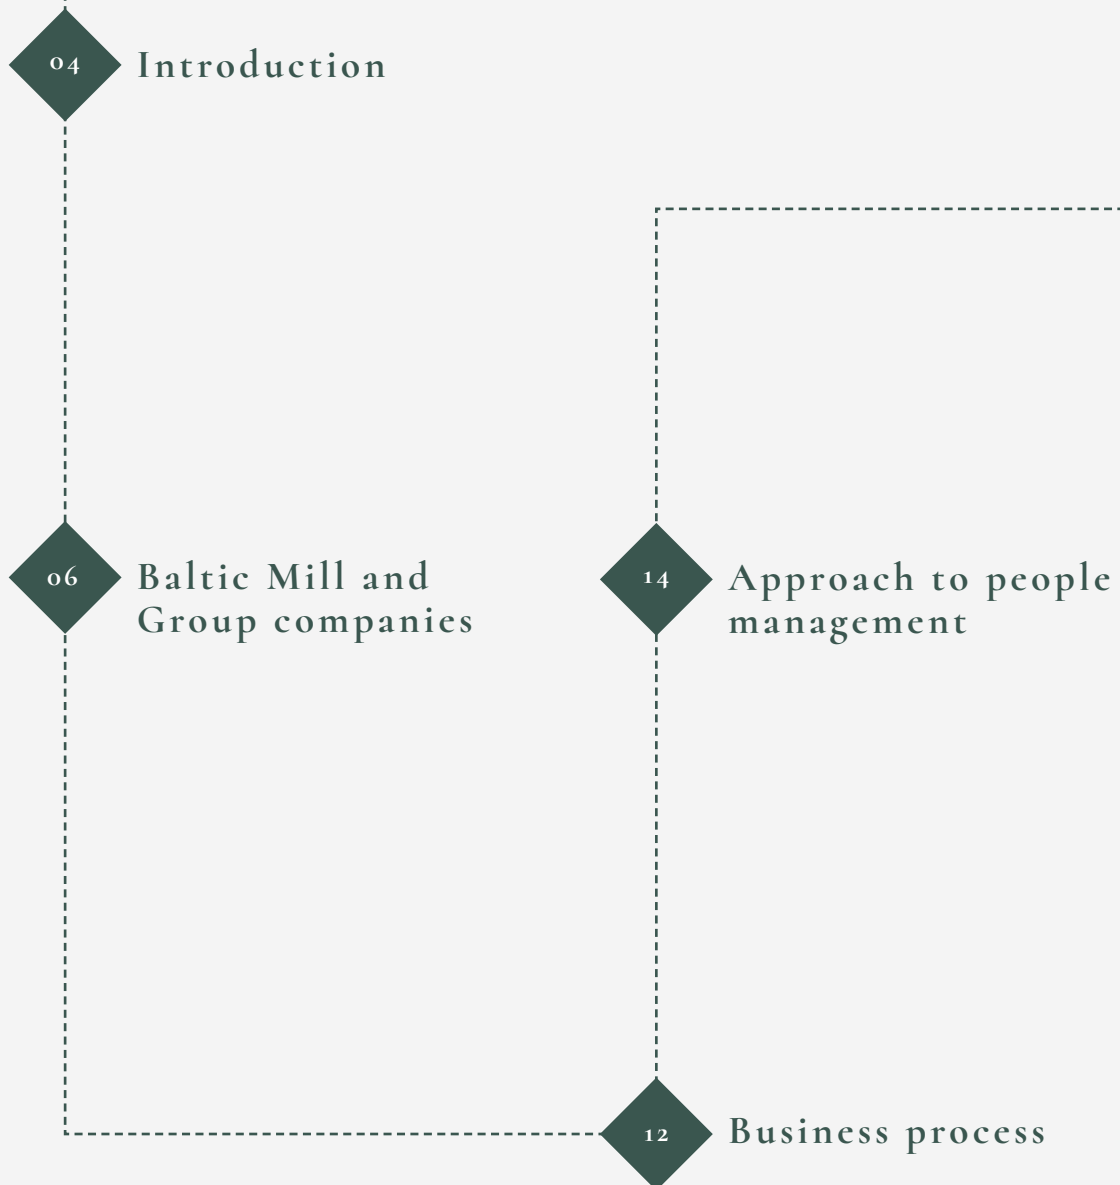 04
Introduction
06
Baltic Mill and
Group companies
14
Approach to people
management
12
Business process